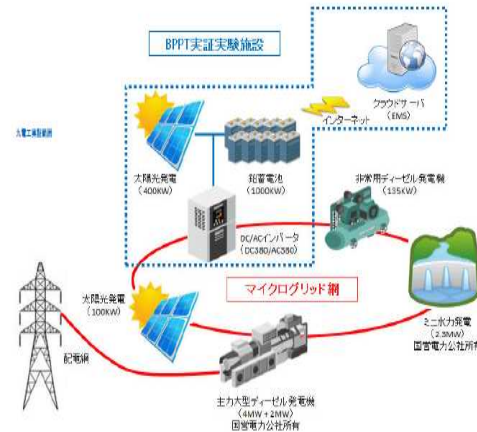 BPPT実証実験施設
クラウドサーバ
(EMS)
インターネット
太陽光発電
(400KW)
鉛蓄電池
(1000KW)
非常用ディーゼル発電機
(135KW)
DC/ACインバータ
(DC380/AC380)
太陽光発電
(100KW)
マイクログリッド網
ミニ水力発電
(2.3MW)
国営電力公社所有
配電網
主力大型ディーゼル発電機
(4MW+2MW)
国営電力公社所有